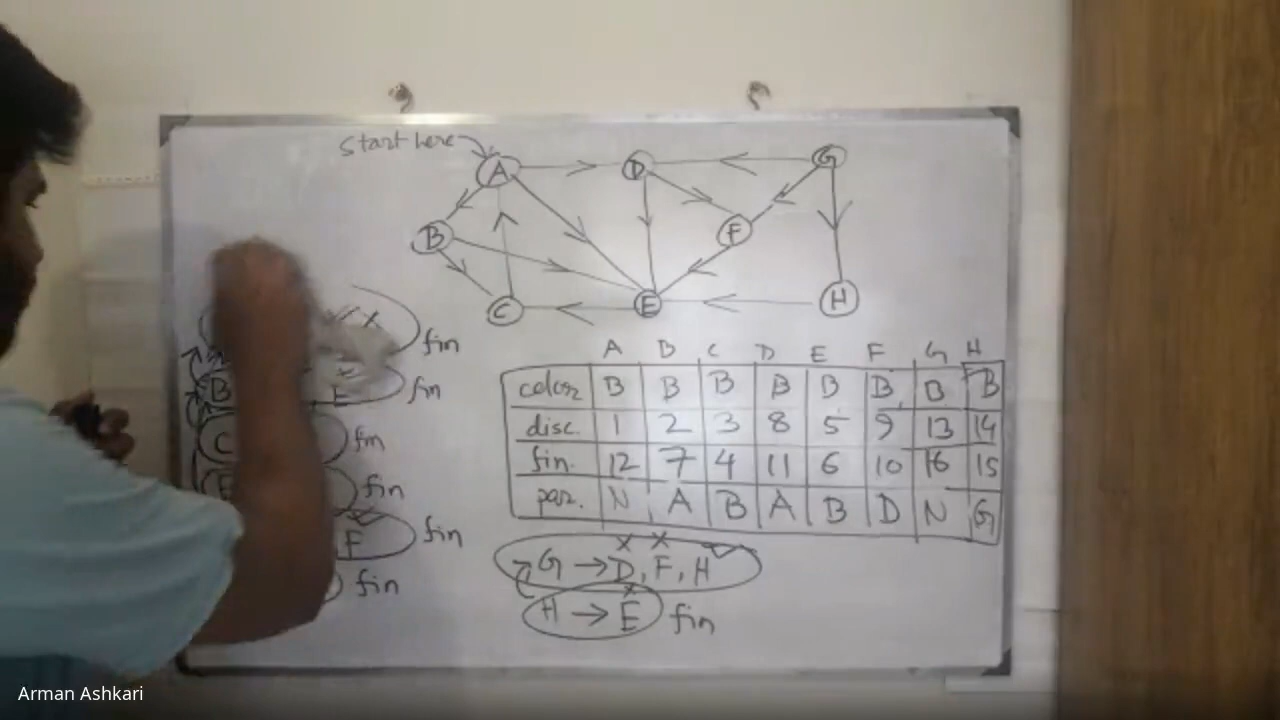 start here
A D G
B F
C E H
fin
B E fin
C fin
E fin
F fin
fin
A B C D E F G H
color B B B B B B B B
disc. 1 2 3 8 5 9 13 14
fin. 12 7 4 11 6 10 16 15
par. N A B A B D N G
x x
G → D, F, H
x
H → E fin
Arman Ashkari